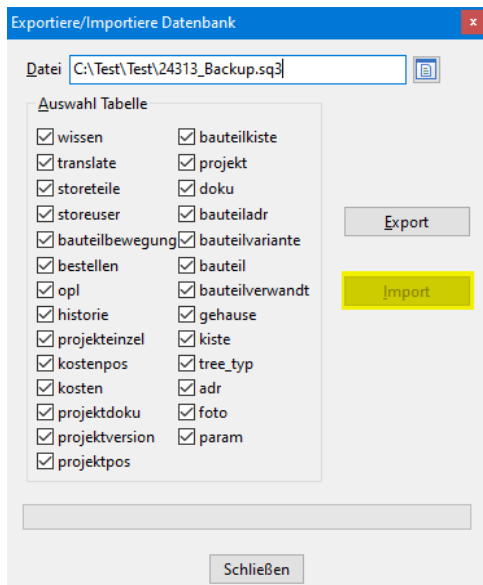 Exportiere/Importiere Datenbank x
Datei C:\Test\Test\24313_Backup.sq3
Auswahl Tabelle
wissen bauteilkiste
translate projekt
storeteile doku
storeuser bauteiladr
bauteilbewegung bauteilvariante
bestellen bauteil
opl bauteilverwandt
historie gehause
projekteinzel kiste
kostenpos tree_typ
kosten adr
projektdoku foto
projektversion param
projektpos
Export
Import
Schließen